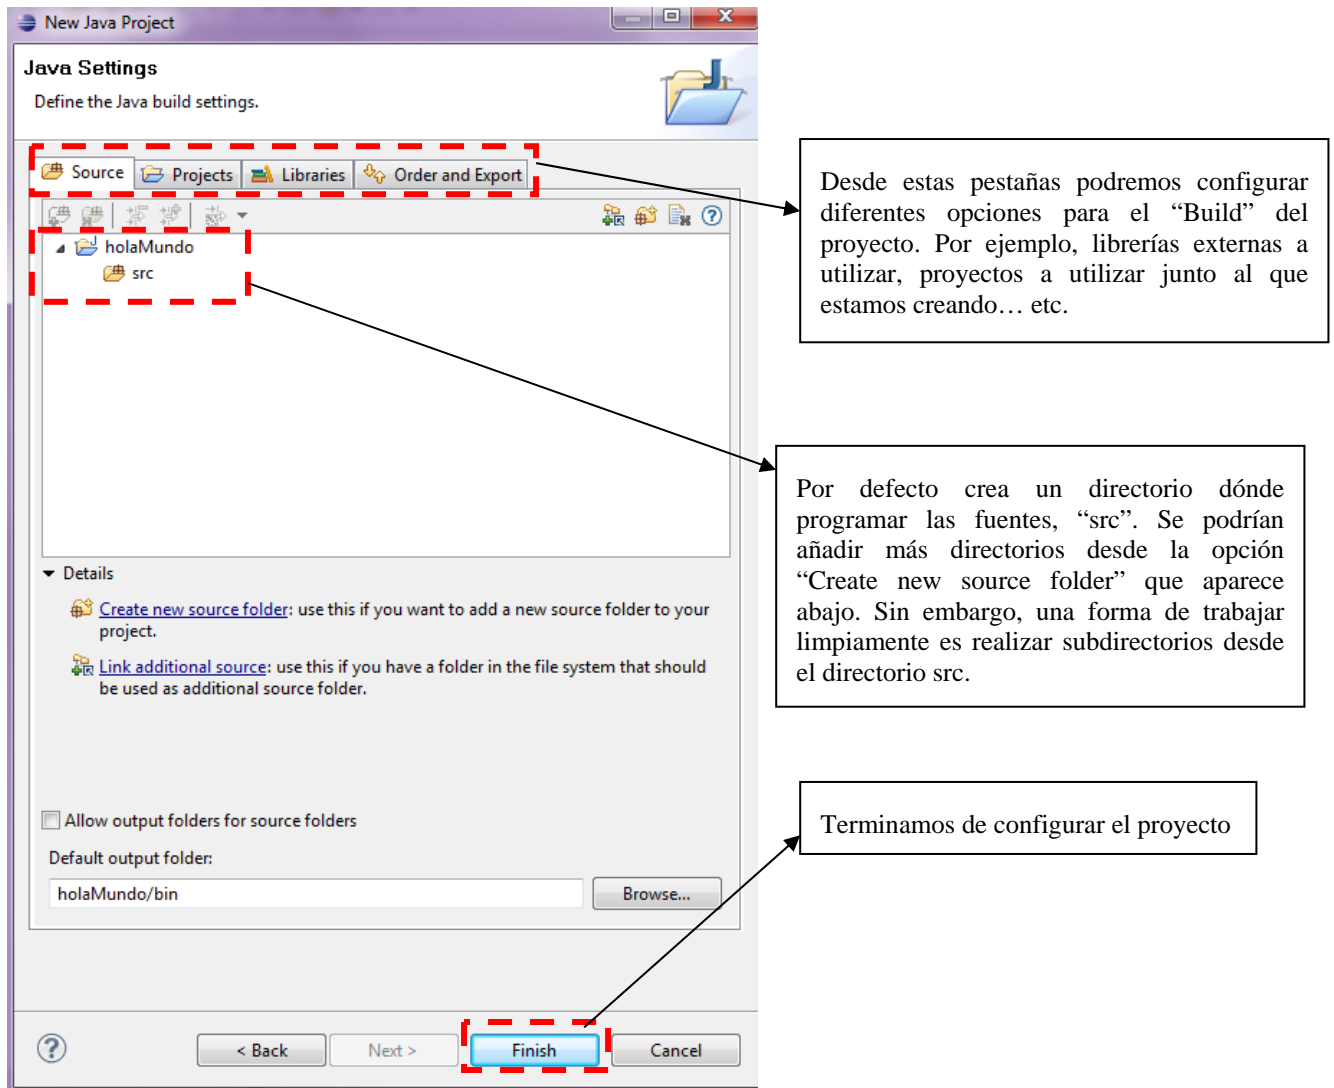 New Java Project
Java Settings
Define the Java build settings.
Source Projects Libraries Order and Export
holaMundo
src
Details
Create new source folder: use this if you want to add a new source folder to your
project.
Link additional source: use this if you have a folder in the file system that should
be used as additional source folder.
Allow output folders for source folders
Default output folder:
holaMundo/bin
Browse...
< Back
Next >
Finish
Cancel
Desde estas pestañas podremos configurar
diferentes opciones para el “Build” del
proyecto. Por ejemplo, librerías externas a
utilizar, proyectos a utilizar junto al que
estamos creando… etc.
Por defecto crea un directorio dónde
programar las fuentes, “src”. Se podrían
añadir más directorios desde la opción
“Create new source folder” que aparece
abajo. Sin embargo, una forma de trabajar
limpiamente es realizar subdirectorios desde
el directorio src.
Terminamos de configurar el proyecto